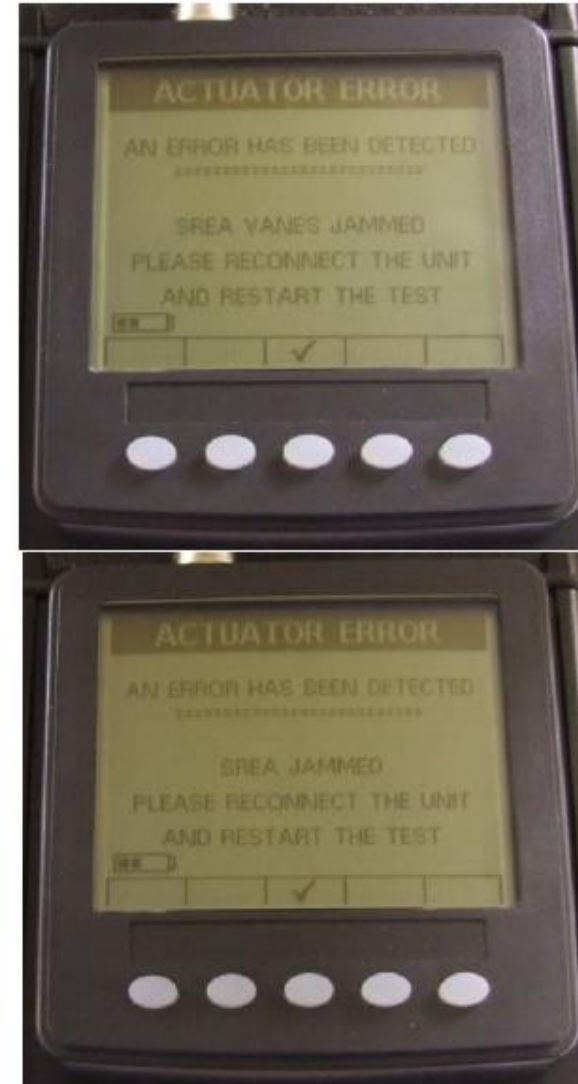 ACTUATOR ERROR
AN ERROR HAS BEEN DETECTED
SREA VANES JAMMED
PLEASE RECONNECT THE UNIT
AND RESTART THE TEST
ACTUATOR ERROR
AN ERROR HAS BEEN DETECTED
SREA JAMMED
PLEASE RECONNECT THE UNIT
AND RESTART THE TEST